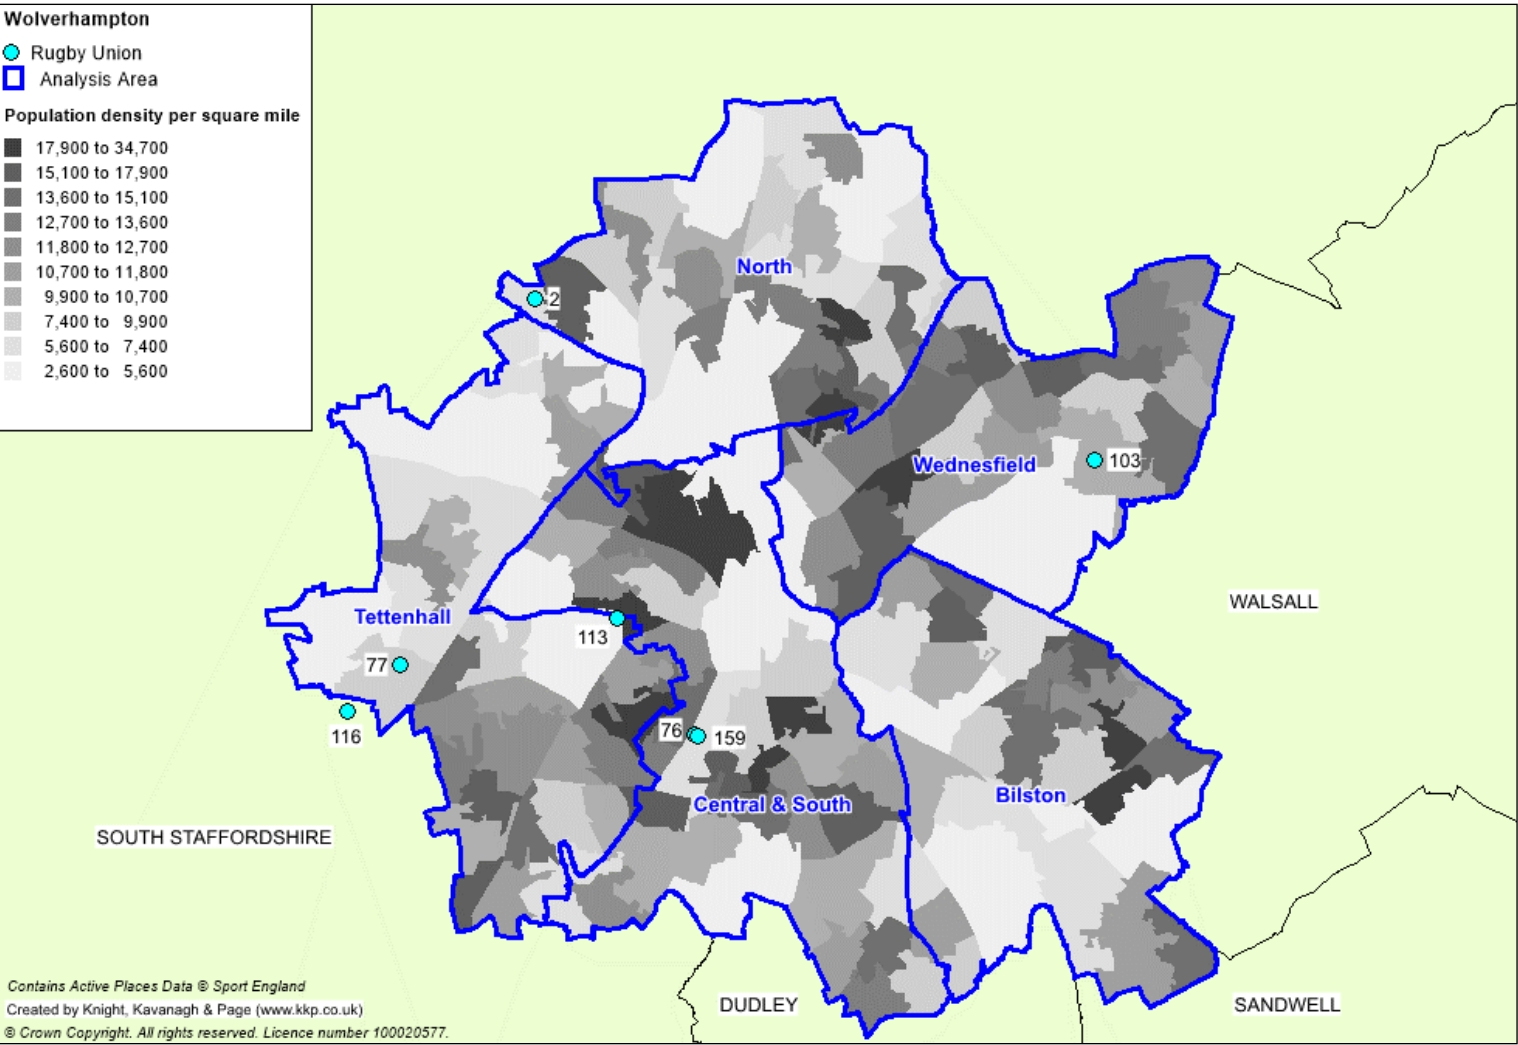 Wolverhampton
Rugby Union
Analysis Area
Population density per square mile
17,900 to 34,700
15,100 to 17,900
13,600 to 15,100
12,700 to 13,600
11,800 to 12,700
10,700 to 11,800
9,900 to 10,700
7,400 to 9,900
5,600 to 7,400
2,600 to 5,600
North
2
Wednesfield
103
WALSALL
Tettenhall
113
77
116
76
159
Central & South
Bilston
SOUTH STAFFORDSHIRE
DUDLEY
SANDWELL
Contains Active Places Data © Sport England
Created by Knight, Kavanagh & Page (www.kkp.co.uk)
© Crown Copyright. All rights reserved. Licence number 100020577.